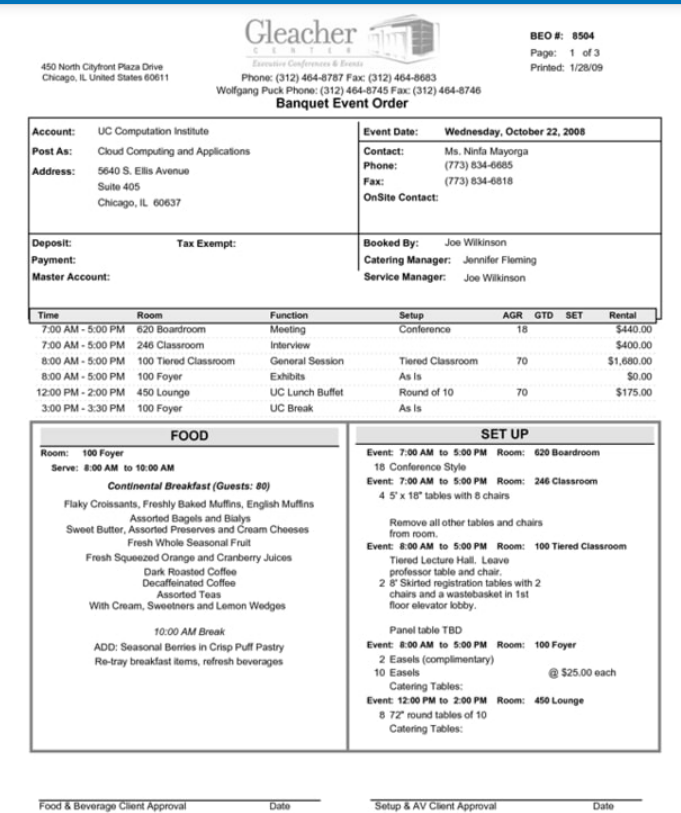 Gleacher
CENTER
Executive Conferences & Events
450 North Cityfront Plaza Drive
Chicago, IL United States 60611
Phone: (312) 464-8787 Fax: (312) 464-8683
Wolfgang Puck Phone: (312) 464-8745 Fax: (312) 464-8746
Banquet Event Order
BEO #: 8504
Page: 1 of 3
Printed: 1/28/09
Account: UC Computation Institute
Post As: Cloud Computing and Applications
Address: 5640 S. Ellis Avenue
Suite 405
Chicago, IL 60637
Event Date: Wednesday, October 22, 2008
Contact: Ms. Ninfa Mayorga
Phone: (773) 834-6685
Fax: (773) 834-6818
OnSite Contact:
Deposit: Tax Exempt:
Payment:
Master Account:
Booked By: Joe Wilkinson
Catering Manager: Jennifer Fleming
Service Manager: Joe Wilkinson
Time Room Function Setup AGR GTD SET Rental
7:00 AM - 5:00 PM 620 Boardroom Meeting Conference 18 $440.00
7:00 AM - 5:00 PM 246 Classroom Interview $400.00
8:00 AM - 5:00 PM 100 Tiered Classroom General Session Tiered Classroom 70 $1,680.00
8:00 AM - 5:00 PM 100 Foyer Exhibits As Is $0.00
12:00 PM - 2:00 PM 450 Lounge UC Lunch Buffet Round of 10 70 $175.00
3:00 PM - 3:30 PM 100 Foyer UC Break As Is
FOOD
Room: 100 Foyer
Serve: 8:00 AM to 10:00 AM
Continental Breakfast (Guests: 80)
Flaky Croissants, Freshly Baked Muffins, English Muffins
Assorted Bagels and Bialys
Sweet Butter, Assorted Preserves and Cream Cheeses
Fresh Whole Seasonal Fruit
Fresh Squeezed Orange and Cranberry Juices
Dark Roasted Coffee
Decaffeinated Coffee
Assorted Teas
With Cream, Sweetners and Lemon Wedges
10:00 AM Break
ADD: Seasonal Berries in Crisp Puff Pastry
Re-tray breakfast items, refresh beverages
SET UP
Event: 7:00 AM to 5:00 PM Room: 620 Boardroom
18 Conference Style
Event: 7:00 AM to 5:00 PM Room: 246 Classroom
4 5' x 18" tables with 8 chairs
Remove all other tables and chairs
from room.
Event: 8:00 AM to 5:00 PM Room: 100 Tiered Classroom
Tiered Lecture Hall. Leave
professor table and chair.
2 8' Skirted registration tables with 2
chairs and a wastebasket in 1st
floor elevator lobby.
Panel table TBD
Event: 8:00 AM to 5:00 PM Room: 100 Foyer
2 Easels (complimentary)
10 Easels @ $25.00 each
Catering Tables:
Event: 12:00 PM to 2:00 PM Room: 450 Lounge
8 72" round tables of 10
Catering Tables:
Food & Beverage Client Approval Date
Setup & AV Client Approval Date